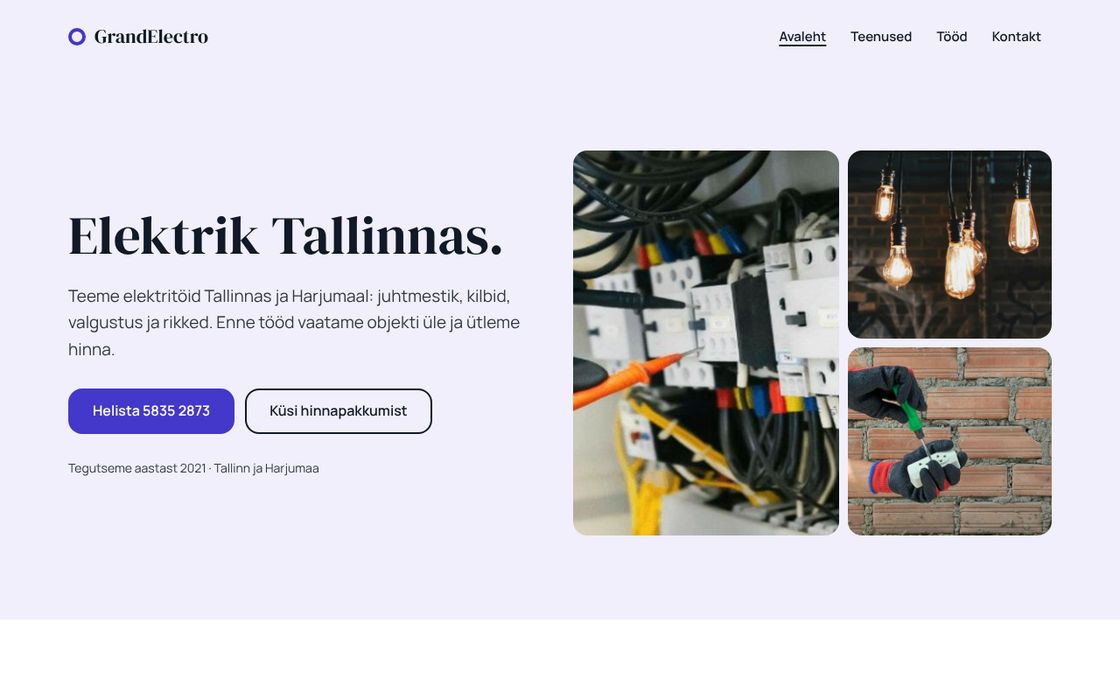 GrandElectro
Avaleht Teenused Tööd Kontakt
Elektrik Tallinnas.
Teeme elektritöid Tallinnas ja Harjumaal: juhtmestik, kilbid,
valgustus ja rikked. Enne tööd vaatame objekti üle ja ütleme
hinna.
Helista 5835 2873 Küsi hinnapakkumist
Tegutseme aastast 2021 · Tallinn ja Harjumaa